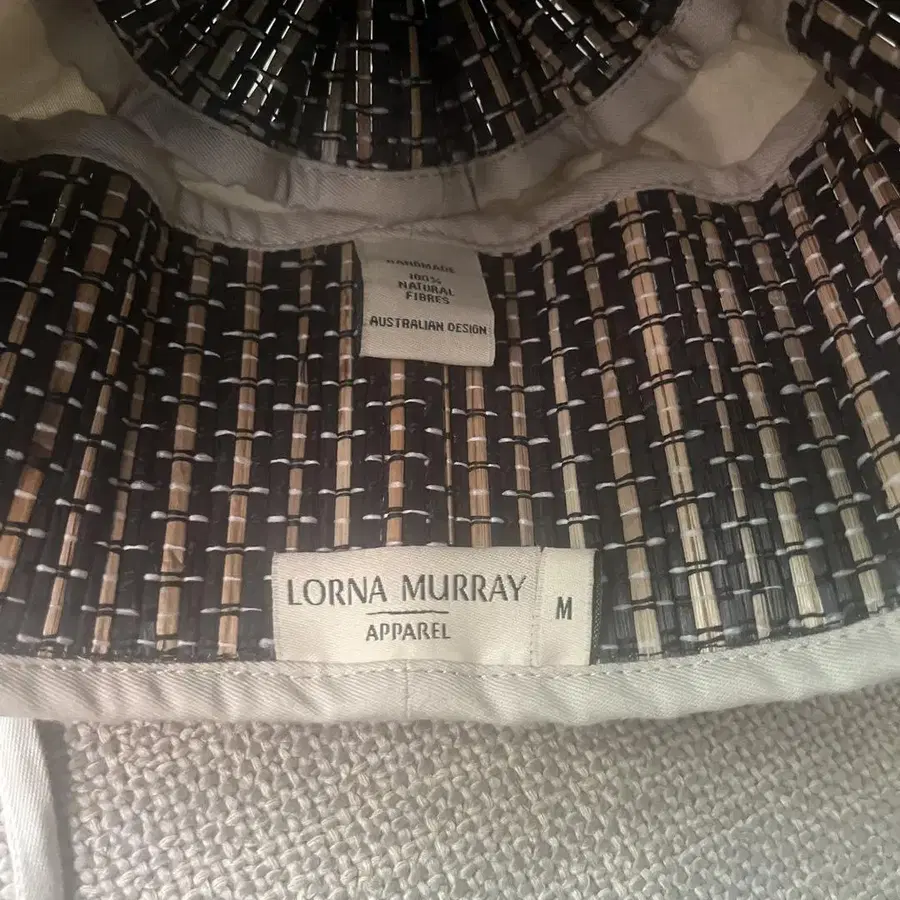 HANDMADE
100%
NATURAL
FIBRES
AUSTRALIAN DESIGN
LORNA MURRAY
APPAREL
M